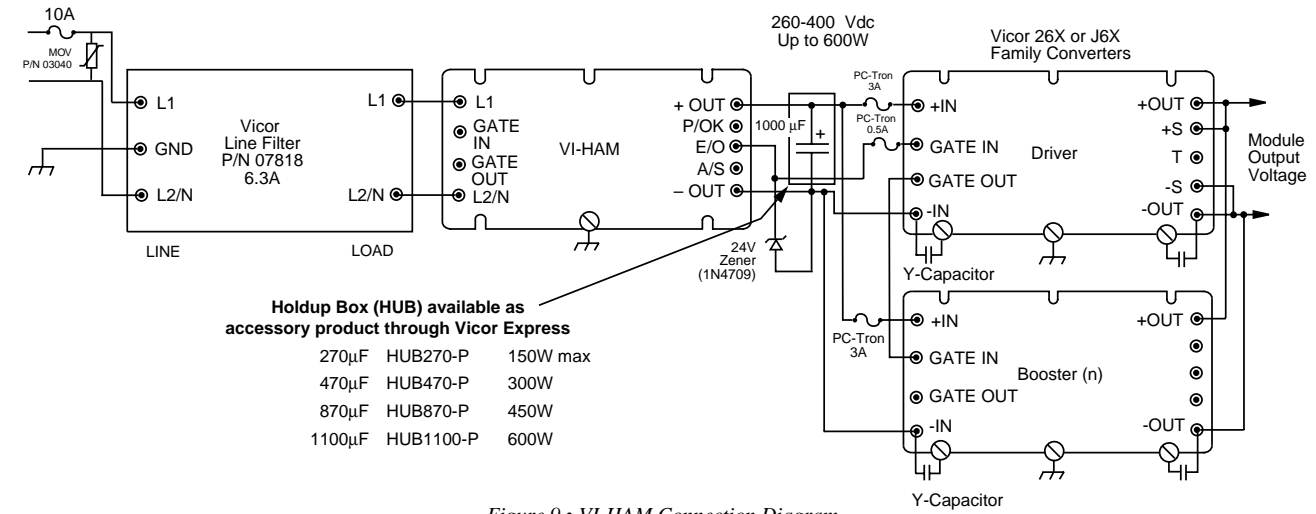 10A
MOV
P/N 03040
L1
GND
L2/N
Vicor
Line Filter
P/N 07818
6.3A
L1
L2/N
LINE
LOAD
L1
GATE
IN
GATE
OUT
L2/N
VI-HAM
+ OUT
P/OK
E/O
A/S
– OUT
260-400 Vdc
Up to 600W
1000 µF
+
24V
Zener
(1N4709)
PC-Tron
3A
PC-Tron
0.5A
Vicor 26X or J6X
Family Converters
+IN
GATE IN
GATE OUT
-IN
Driver
+OUT
+S
T
-S
-OUT
Module
Output
Voltage
Y-Capacitor
PC-Tron
3A
+IN
GATE IN
GATE OUT
-IN
Booster (n)
+OUT
-OUT
Y-Capacitor
Holdup Box (HUB) available as
accessory product through Vicor Express
270µF HUB270-P 150W max
470µF HUB470-P 300W
870µF HUB870-P 450W
1100µF HUB1100-P 600W
Figure 9 • VI-HAM Connection Diagram